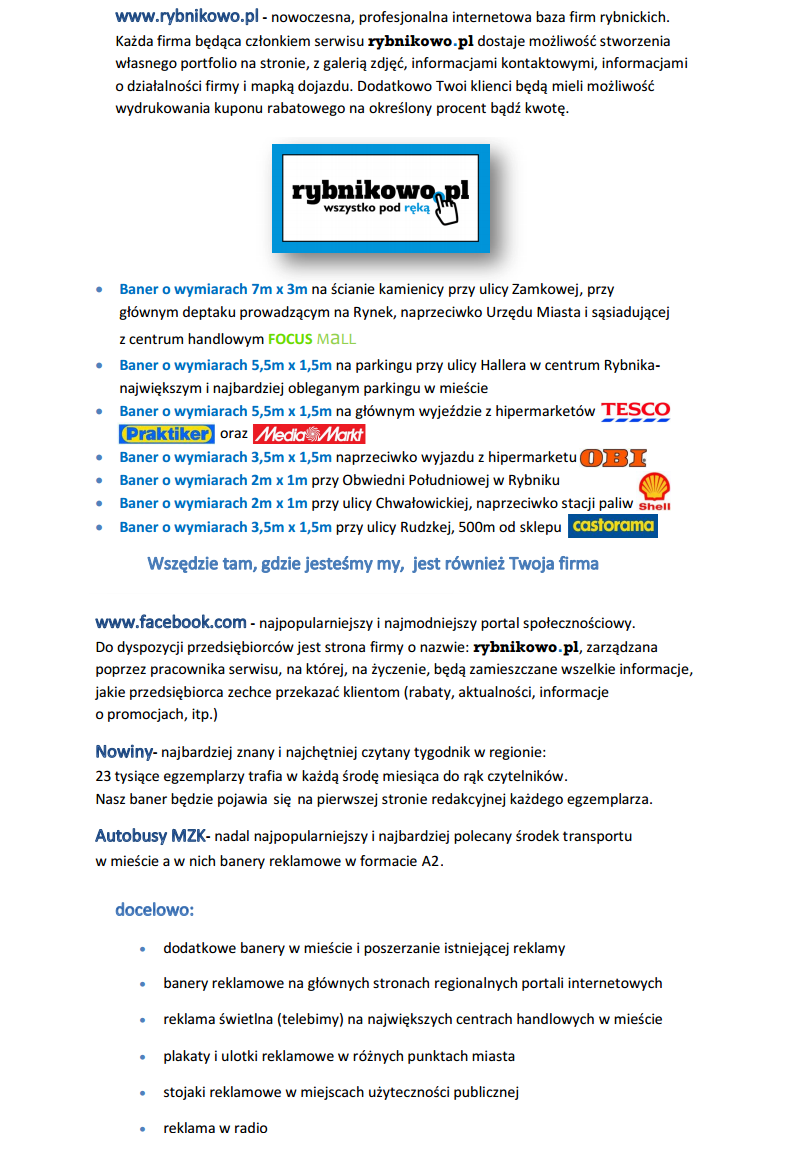 www.rybnikowo.pl - nowoczesna, profesjonalna internetowa baza firm rybnickich.
Każda firma będąca członkiem serwisu rybnikowo.pl dostaje możliwość stworzenia
własnego portfolio na stronie, z galerią zdjęć, informacjami kontaktowymi, informacjami
o działalności firmy i mapką dojazdu. Dodatkowo Twoi klienci będą mieli możliwość
wydrukowania kuponu rabatowego na określony procent bądź kwotę.
rybnikowo.pl
wszystko pod ręką
• Baner o wymiarach 7m x 3m na ścianie kamienicy przy ulicy Zamkowej, przy
głównym deptaku prowadzącym na Rynek, naprzeciwko Urzędu Miasta i sąsiadującej
z centrum handlowym FOCUS MaLL
• Baner o wymiarach 5,5m x 1,5m na parkingu przy ulicy Hallera w centrum Rybnika-
największym i najbardziej obleganym parkingu w mieście
• Baner o wymiarach 5,5m x 1,5m na głównym wyjeździe z hipermarketów TESCO
Praktiker oraz Media Markt
• Baner o wymiarach 3,5m x 1,5m naprzeciwko wyjazdu z hipermarketu OBI
• Baner o wymiarach 2m x 1m przy Obwiedni Południowej w Rybniku
• Baner o wymiarach 2m x 1m przy ulicy Chwałowickiej, naprzeciwko stacji paliw Shell
• Baner o wymiarach 3,5m x 1,5m przy ulicy Rudzkej, 500m od sklepu castorama
Wszędzie tam, gdzie jesteśmy my, jest również Twoja firma
www.facebook.com - najpopularniejszy i najmodniejszy portal społecznościowy.
Do dyspozycji przedsiębiorców jest strona firmy o nazwie: rybnikowo.pl, zarządzana
poprzez pracownika serwisu, na której, na życzenie, będą zamieszczane wszelkie informacje,
jakie przedsiębiorca zechce przekazać klientom (rabaty, aktualności, informacje
o promocjach, itp.)
Nowiny- najbardziej znany i najchętniej czytany tygodnik w regionie:
23 tysiące egzemplarzy trafia w każdą środę miesiąca do rąk czytelników.
Nasz baner będzie pojawia się na pierwszej stronie redakcyjnej każdego egzemplarza.
Autobusy MZK- nadal najpopularniejszy i najbardziej polecany środek transportu
w mieście a w nich banery reklamowe w formacie A2.
docelowo:
• dodatkowe banery w mieście i poszerzanie istniejącej reklamy
• banery reklamowe na głównych stronach regionalnych portali internetowych
• reklama świetlna (telebimy) na największych centrach handlowych w mieście
• plakaty i ulotki reklamowe w różnych punktach miasta
• stojaki reklamowe w miejscach użyteczności publicznej
• reklama w radio